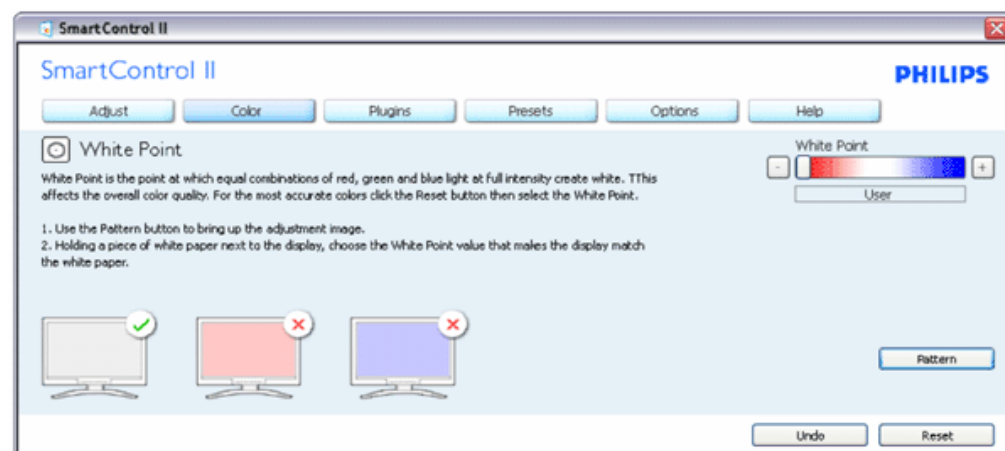 SmartControl II
SmartControl II
PHILIPS
Adjust Color Plugins Presets Options Help
White Point
White Point is the point at which equal combinations of red, green and blue light at full intensity create white. TThis
affects the overall color quality. For the most accurate colors click the Reset button then select the White Point.
1. Use the Pattern button to bring up the adjustment image.
2. Holding a piece of white paper next to the display, choose the White Point value that makes the display match
the white paper.
White Point
- +
User
Pattern
Undo Reset